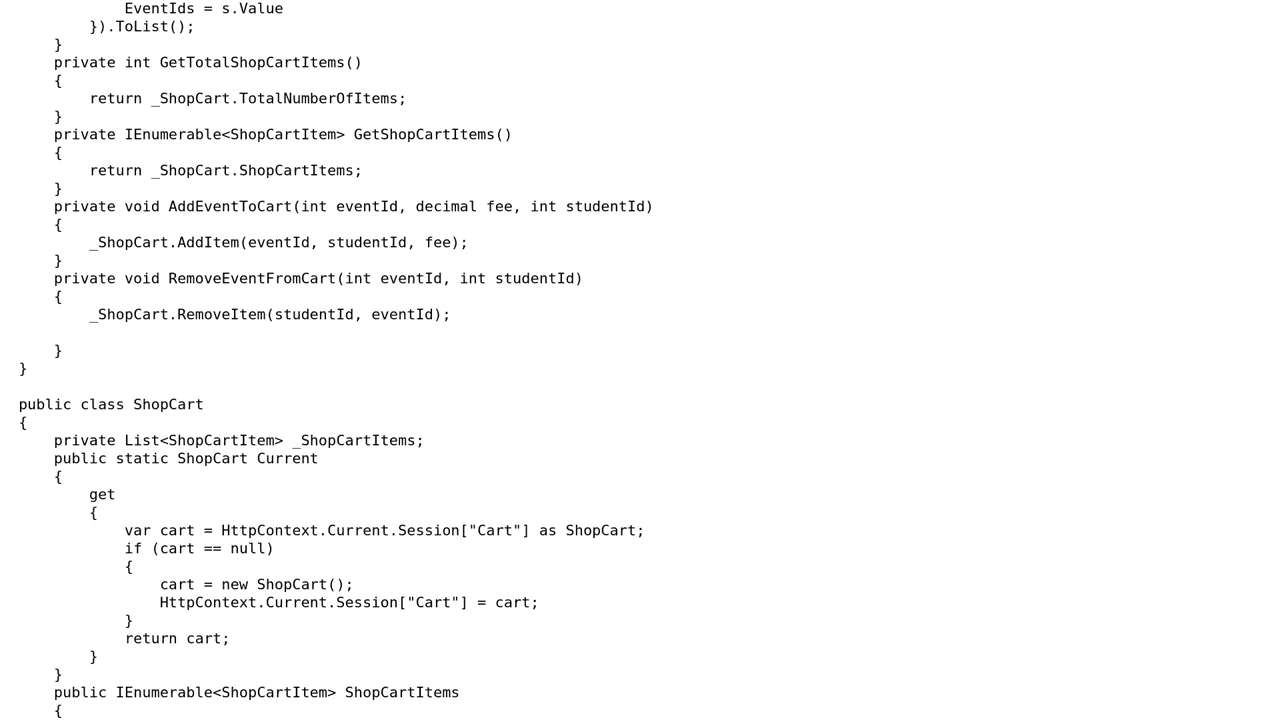 EventIds = s.Value
        }).ToList();
    }
    private int GetTotalShopCartItems()
    {
        return _ShopCart.TotalNumberOfItems;
    }
    private IEnumerable<ShopCartItem> GetShopCartItems()
    {
        return _ShopCart.ShopCartItems;
    }
    private void AddEventToCart(int eventId, decimal fee, int studentId)
    {
        _ShopCart.AddItem(eventId, studentId, fee);
    }
    private void RemoveEventFromCart(int eventId, int studentId)
    {
        _ShopCart.RemoveItem(studentId, eventId);

    }
}

public class ShopCart
{
    private List<ShopCartItem> _ShopCartItems;
    public static ShopCart Current
    {
        get
        {
            var cart = HttpContext.Current.Session["Cart"] as ShopCart;
            if (cart == null)
            {
                cart = new ShopCart();
                HttpContext.Current.Session["Cart"] = cart;
            }
            return cart;
        }
    }
    public IEnumerable<ShopCartItem> ShopCartItems
    {